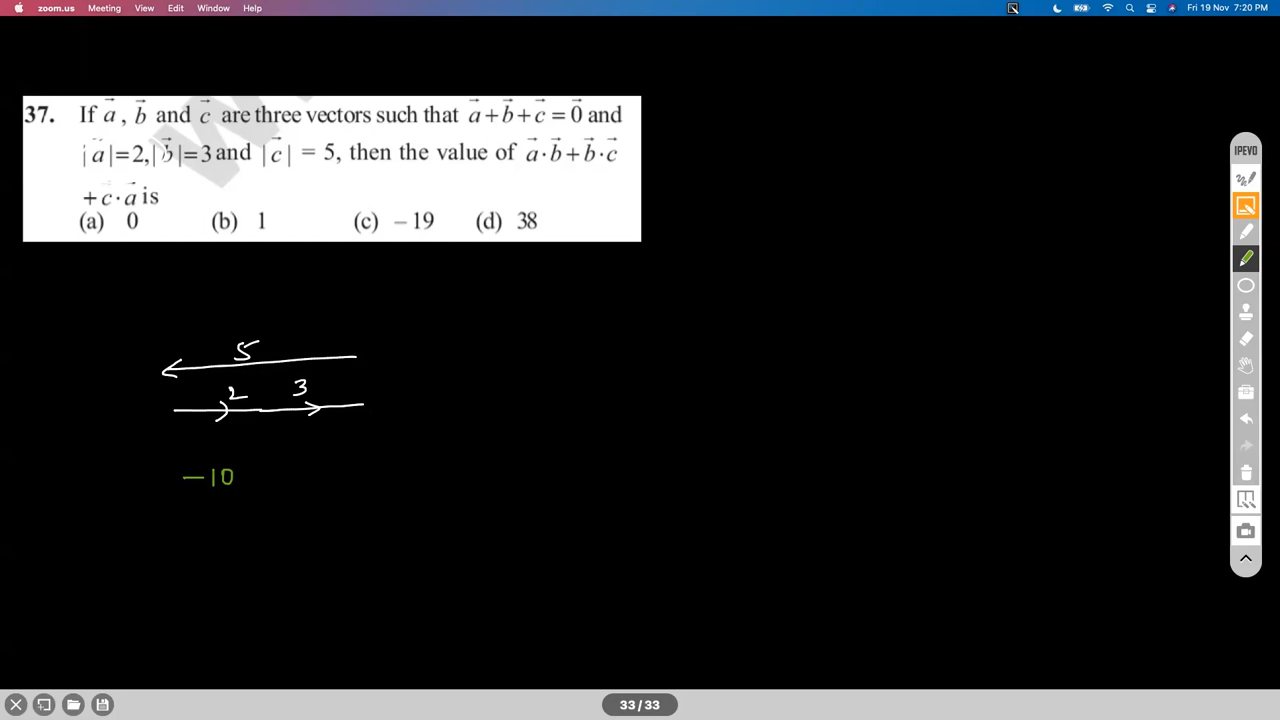 zoom.us Meeting View Edit Window Help Fri 19 Nov 7:20 PM
37. If a⃗, b⃗ and c⃗ are three vectors such that a⃗+b⃗+c⃗ = 0⃗ and
|a⃗|=2,|b⃗|=3 and |c⃗| = 5, then the value of a⃗·b⃗+b⃗·c⃗
+c⃗·a⃗ is
(a) 0 (b) 1 (c) – 19 (d) 38
5
2 3
–10
IPEVO
33/33